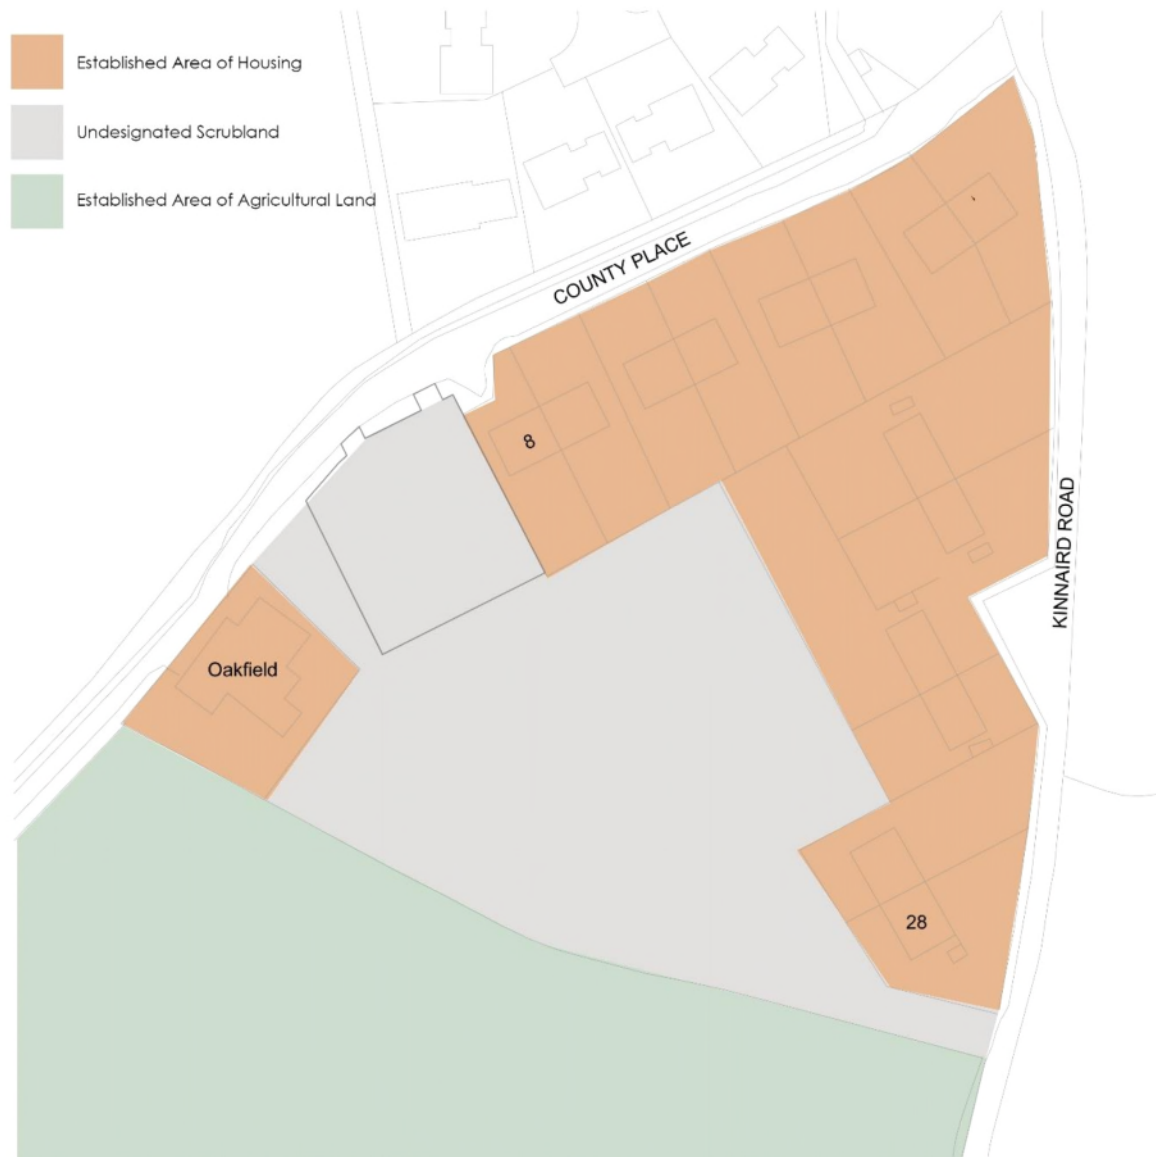 Established Area of Housing
Undesignated Scrubland
Established Area of Agricultural Land
COUNTY PLACE
8
KINNAIRD ROAD
Oakfield
28